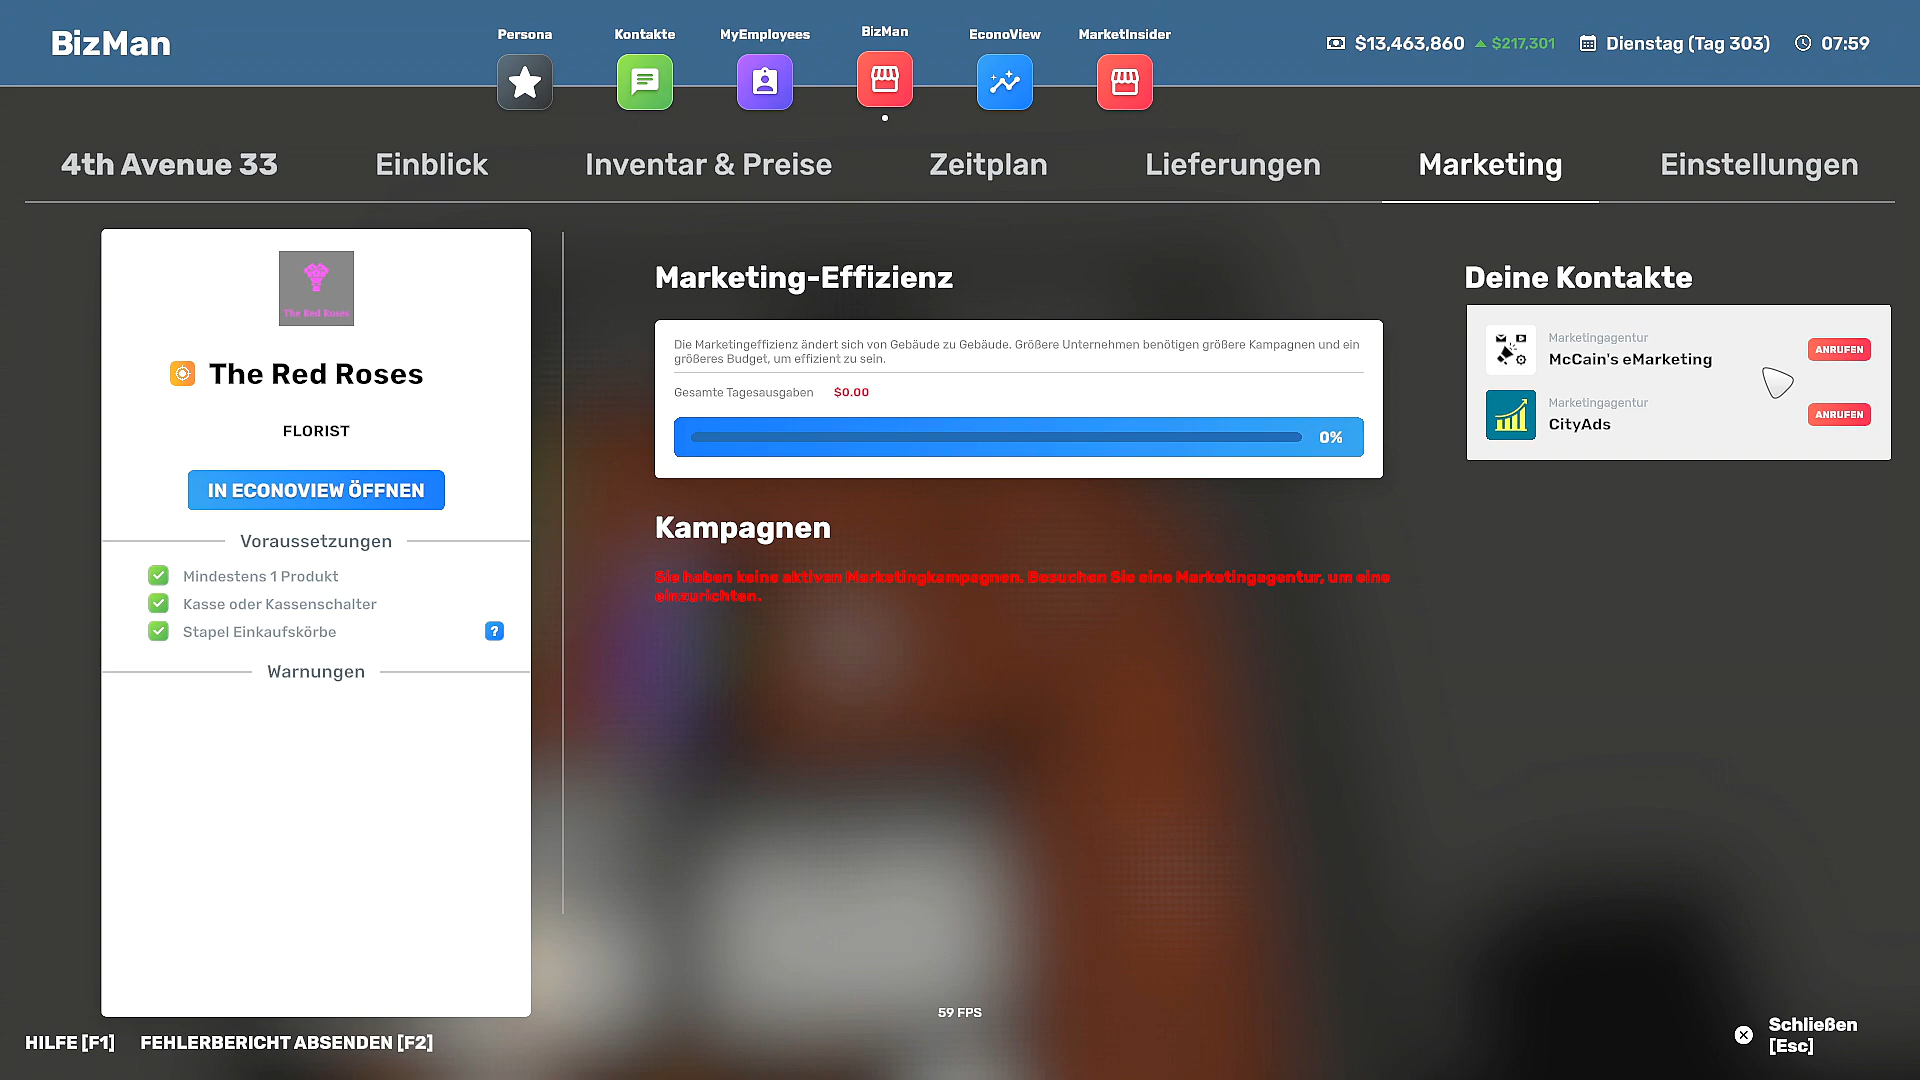 BizMan
Persona
Kontakte
MyEmployees
BizMan
EconoView
MarketInsider
$13,463,860
$217,301
Dienstag (Tag 303)
07:59
4th Avenue 33
Einblick
Inventar & Preise
Zeitplan
Lieferungen
Marketing
Einstellungen
The Red Roses
The Red Roses
FLORIST
IN ECONOVIEW ÖFFNEN
Voraussetzungen
Mindestens 1 Produkt
Kasse oder Kassenschalter
Stapel Einkaufskörbe
?
Warnungen
Marketing-Effizienz
Die Marketingeffizienz ändert sich von Gebäude zu Gebäude. Größere Unternehmen benötigen größere Kampagnen und ein
größeres Budget, um effizient zu sein.
Gesamte Tagesausgaben $0.00
0%
Kampagnen
Sie haben keine aktiven Marketingkampagnen. Besuchen Sie eine Marketingagentur, um eine
einzurichten.
Deine Kontakte
Marketingagentur
McCain's eMarketing
ANRUFEN
Marketingagentur
CityAds
ANRUFEN
59 FPS
HILFE [F1]
FEHLERBERICHT ABSENDEN [F2]
Schließen
[Esc]